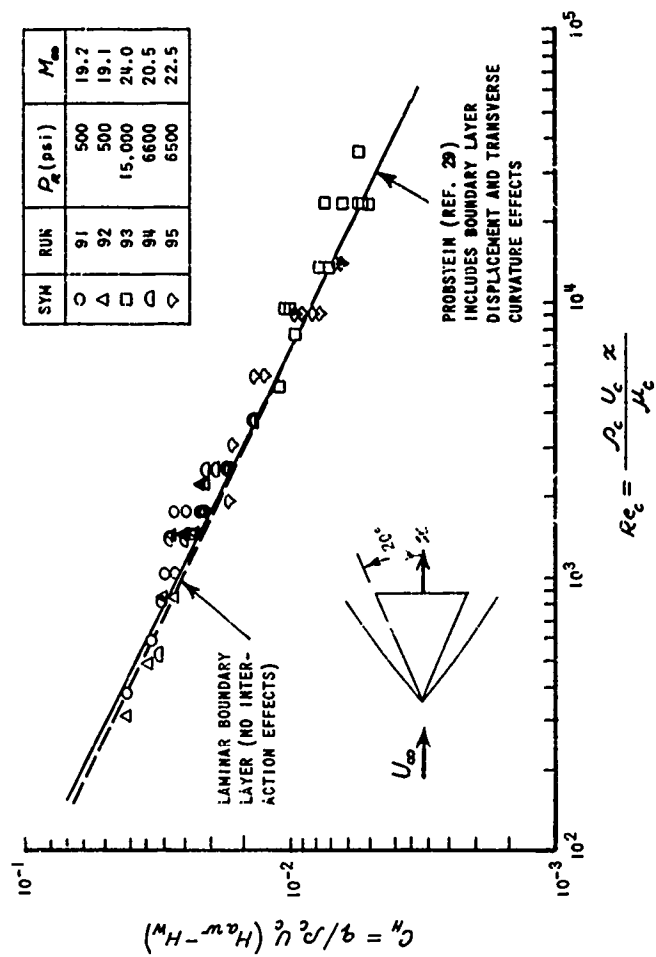 SYM RUN P_R(psi) M_∞
○ 91 500 19.2
△ 92 500 19.1
□ 93 15,000 24.0
94 6600 20.5
◇ 95 6500 22.5
10^-1
10^-2
10^-3
C_H = q/ρ_c U_c (H_aw - H_w)
LAMINAR BOUNDARY
LAYER (NO INTER-
ACTION EFFECTS)
PROBSTEIN (REF. 29)
INCLUDES BOUNDARY LAYER
DISPLACEMENT AND TRANSVERSE
CURVATURE EFFECTS
U_∞
20°
x
10^2
10^3
10^4
10^5
Re_c = ρ_c U_c x / μ_c